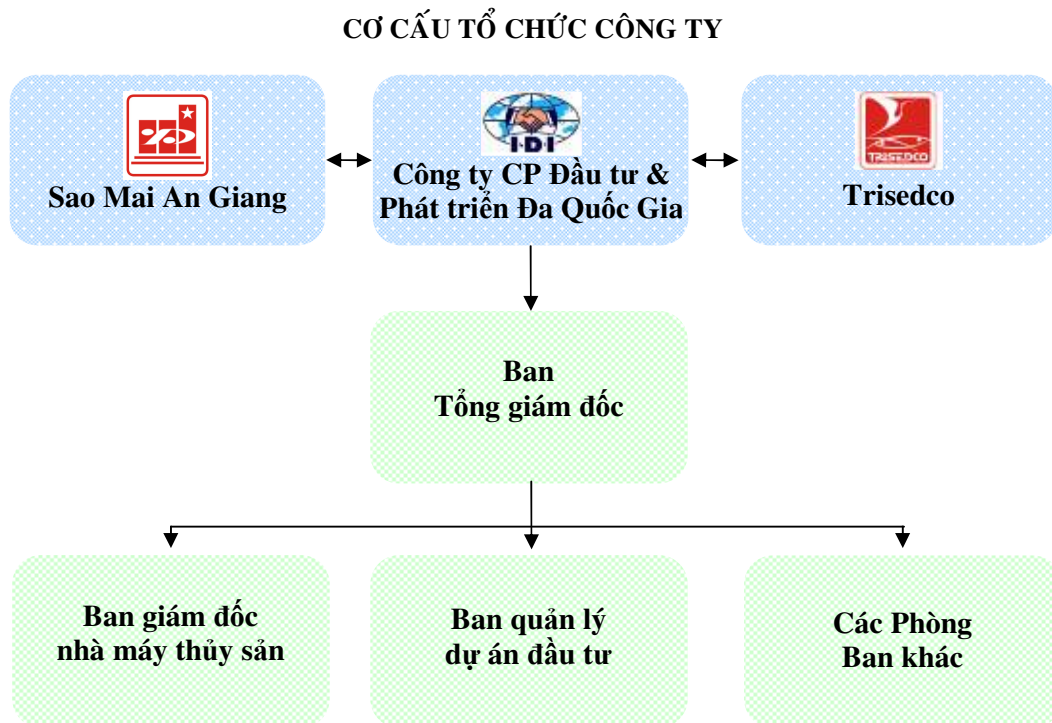 CƠ CẤU TỔ CHỨC CÔNG TY
Sao Mai An Giang
I·D·I
Công ty CP Đầu tư &
Phát triển Đa Quốc Gia
TRISEDCO
Trisedco
Ban
Tổng giám đốc
Ban giám đốc
nhà máy thủy sản
Ban quản lý
dự án đầu tư
Các Phòng
Ban khác